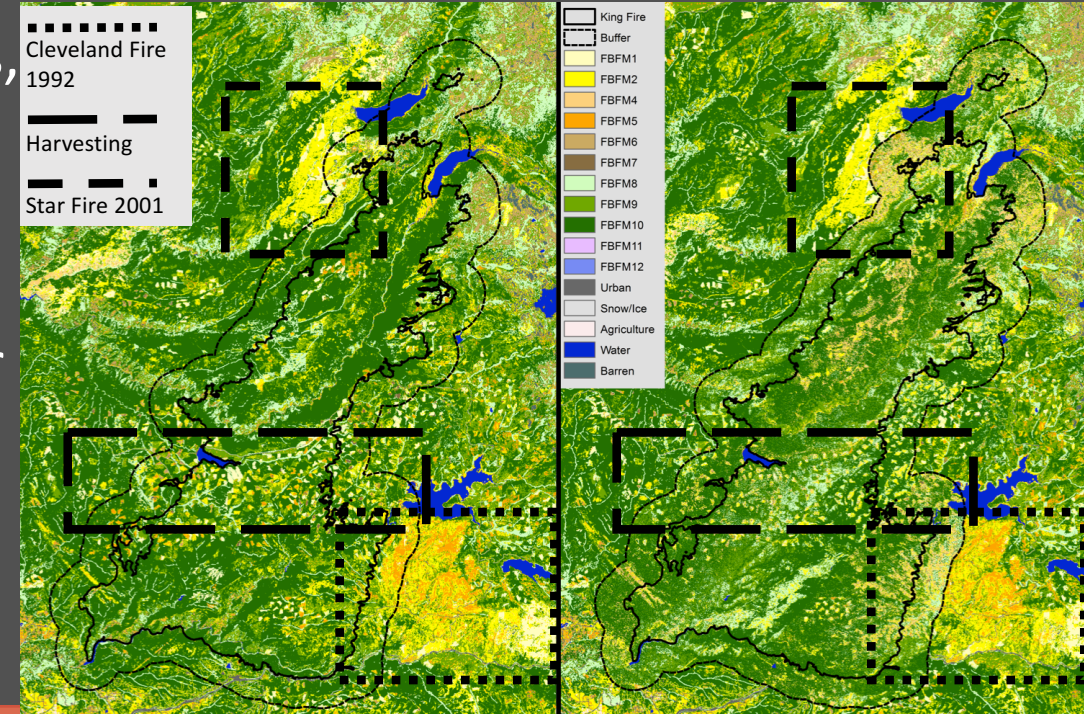 Cleveland Fire
1992
Harvesting
Star Fire 2001
King Fire
Buffer
FBFM1
FBFM2
FBFM4
FBFM5
FBFM6
FBFM7
FBFM8
FBFM9
FBFM10
FBFM11
FBFM12
Urban
Snow/Ice
Agriculture
Water
Barren